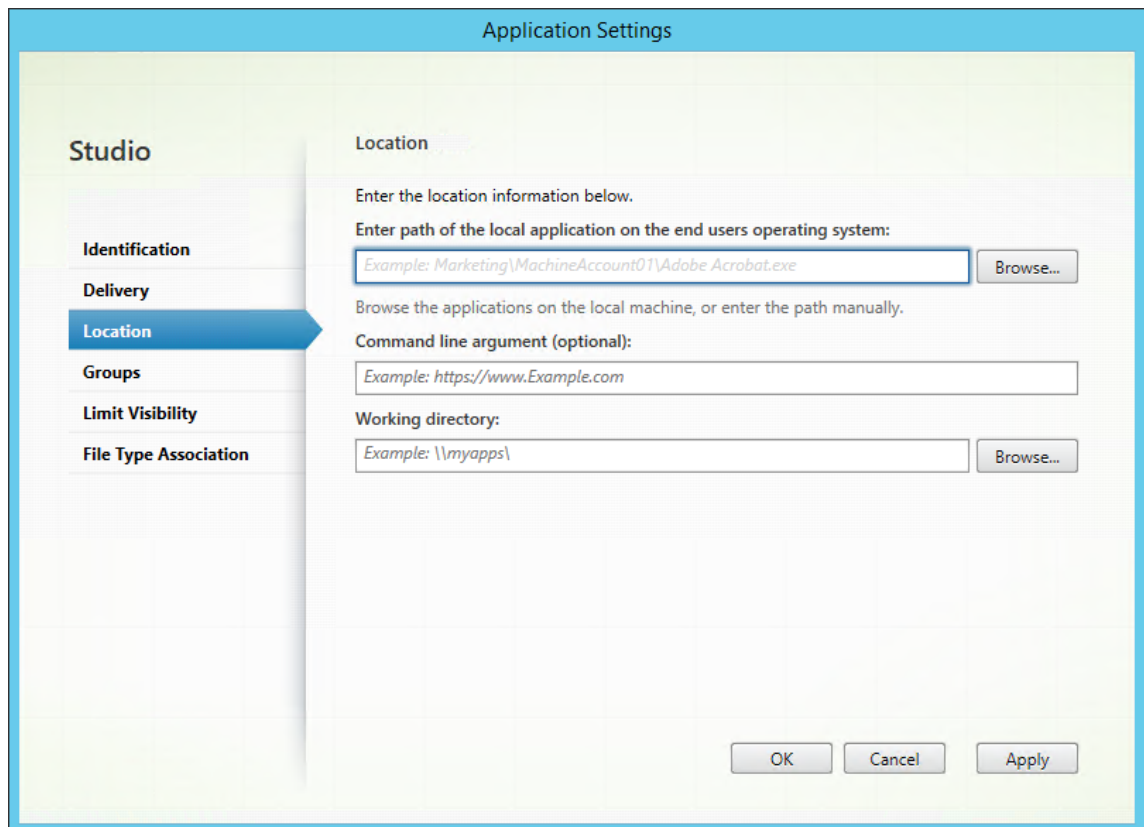 Application Settings
Studio
Identification
Delivery
Location
Groups
Limit Visibility
File Type Association
Location
Enter the location information below.
Enter path of the local application on the end users operating system:
Example: Marketing\MachineAccount01\Adobe Acrobat.exe
Browse...
Browse the applications on the local machine, or enter the path manually.
Command line argument (optional):
Example: https://www.Example.com
Working directory:
Example: \\myapps\
Browse...
OK
Cancel
Apply